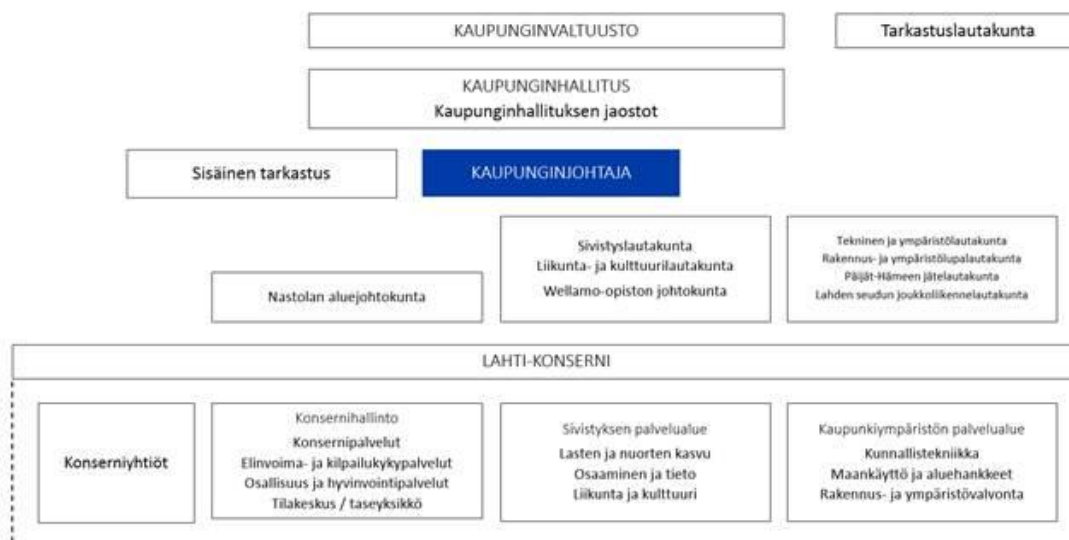 KAUPUNGINVALTUUSTO
Tarkastuslautakunta
KAUPUNGINHALLITUS
Kaupunginhallituksen jaostot
Sisäinen tarkastus
KAUPUNGINJOHTAJA
Nastolan aluejohtokunta
Sivistyslautakunta
Liikunta- ja kulttuurilautakunta
Wellamo-opiston johtokunta
Tekninen ja ympäristölautakunta
Rakennus- ja ympäristölupalautakunta
Päijät-Hämeen jätelautakunta
Lahden seudun joukkoliikennelautakunta
LAHTI-KONSERNI
Konserniyhtiöt
Konsernihallinto
Konsernipalvelut
Elinvoima- ja kilpailukykypalvelut
Osallisuus ja hyvinvointipalvelut
Tilakeskus / taseyksikkö
Sivistyksen palvelualue
Lasten ja nuorten kasvu
Osaaminen ja tieto
Liikunta ja kulttuuri
Kaupunkiympäristön palvelualue
Kunnallistekniikka
Maankäyttö ja aluehankkeet
Rakennus- ja ympäristövalvonta